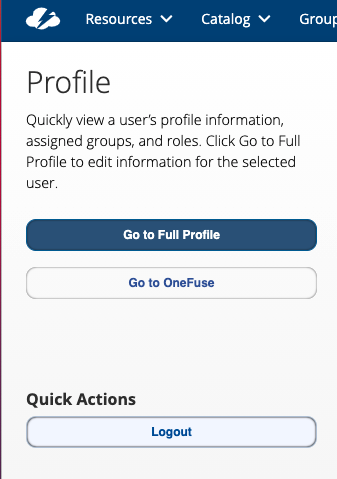 Resources Catalog Group
Profile
Quickly view a user's profile information,
assigned groups, and roles. Click Go to Full
Profile to edit information for the selected
user.
Go to Full Profile
Go to OneFuse
Quick Actions
Logout